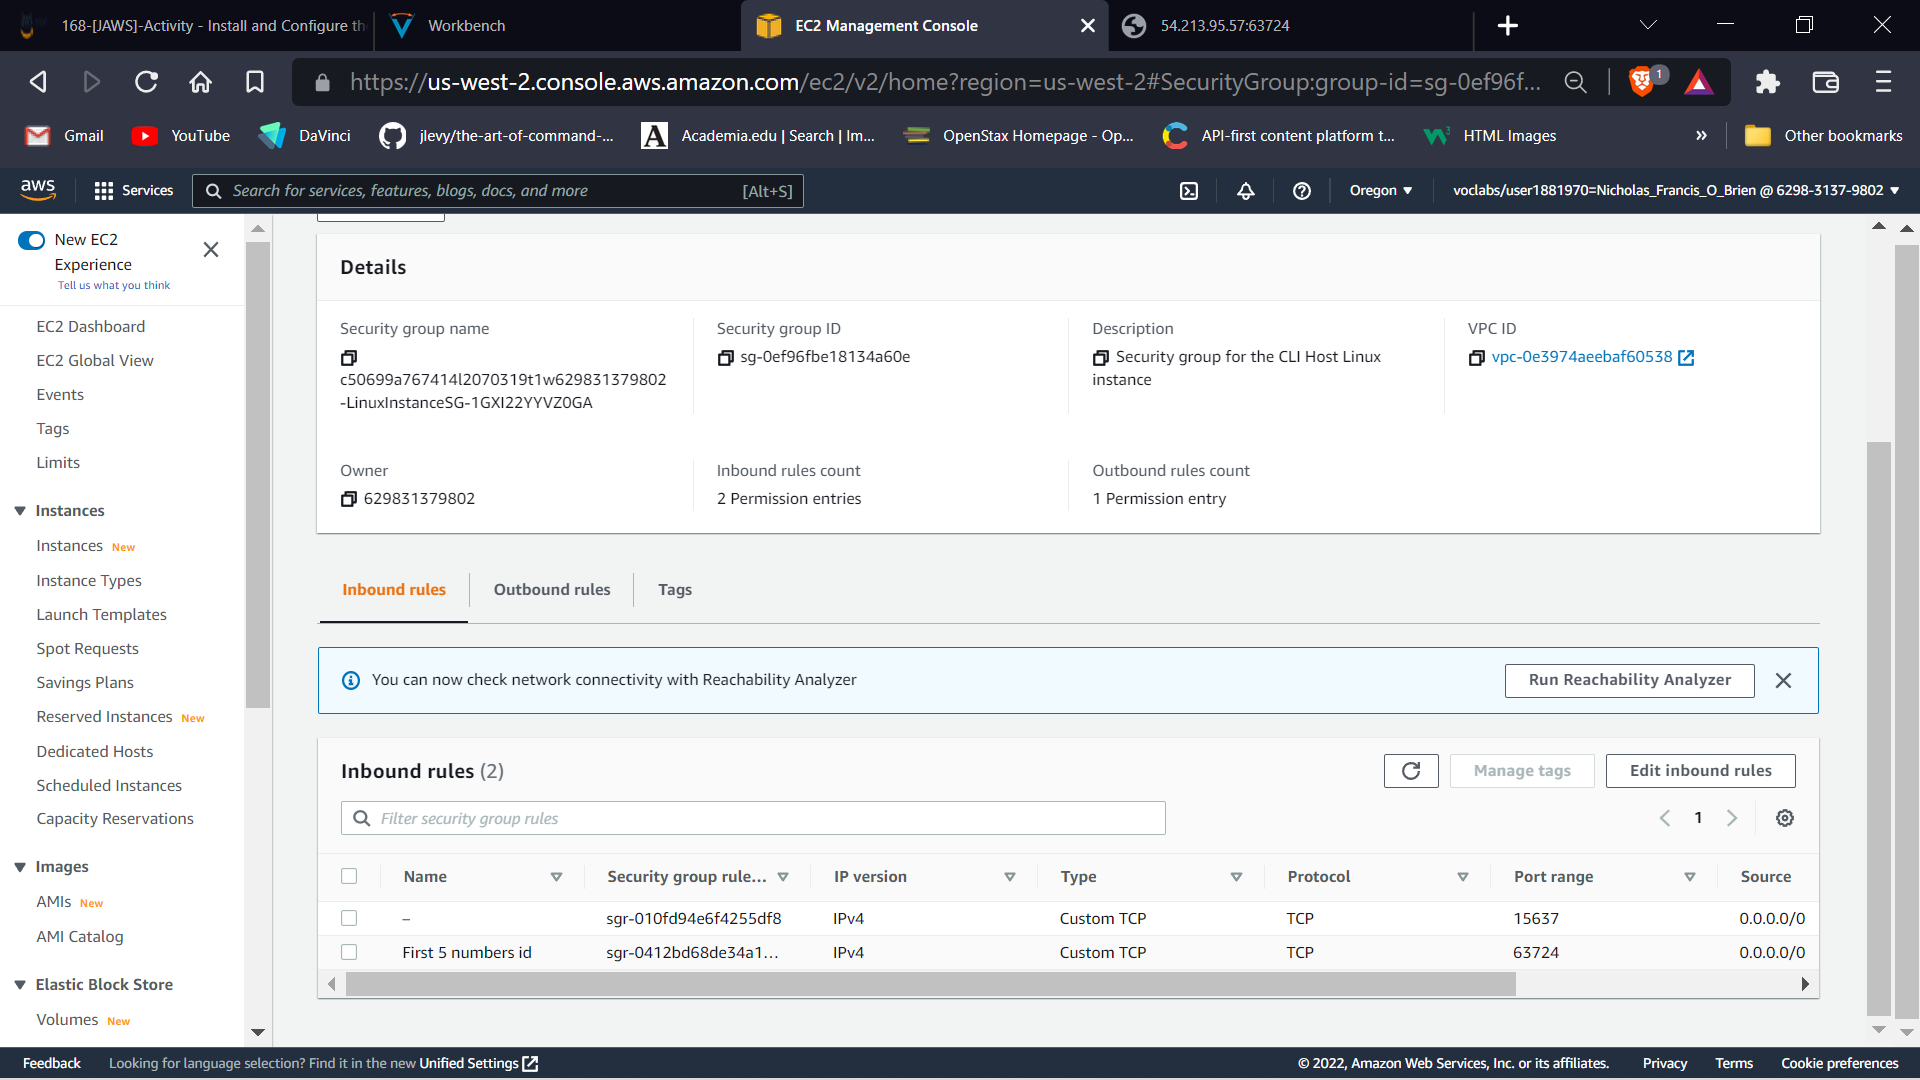 168-[JAWS]-Activity - Install and Configure th
Workbench
EC2 Management Console
54.213.95.57:63724
https://us-west-2.console.aws.amazon.com/ec2/v2/home?region=us-west-2#SecurityGroup:group-id=sg-0ef96f...
1
Gmail
YouTube
DaVinci
jlevy/the-art-of-command-...
Academia.edu | Search | Im...
OpenStax Homepage - Op...
API-first content platform t...
HTML Images
»
Other bookmarks
aws
Services
Search for services, features, blogs, docs, and more
[Alt+S]
Oregon
voclabs/user1881970=Nicholas_Francis_O_Brien @ 6298-3137-9802
New EC2
Experience
Tell us what you think
EC2 Dashboard
EC2 Global View
Events
Tags
Limits
Instances
Instances New
Instance Types
Launch Templates
Spot Requests
Savings Plans
Reserved Instances New
Dedicated Hosts
Scheduled Instances
Capacity Reservations
Images
AMIs New
AMI Catalog
Elastic Block Store
Volumes New
Details
Security group name
c50699a767414l2070319t1w629831379802
-LinuxInstanceSG-1GXI22YYVZ0GA
Security group ID
sg-0ef96fbe18134a60e
Description
Security group for the CLI Host Linux
instance
VPC ID
vpc-0e3974aeebaf60538
Owner
629831379802
Inbound rules count
2 Permission entries
Outbound rules count
1 Permission entry
Inbound rules
Outbound rules
Tags
You can now check network connectivity with Reachability Analyzer
Run Reachability Analyzer
Inbound rules (2)
Manage tags
Edit inbound rules
Filter security group rules
1
Name Security group rule... IP version Type Protocol Port range Source
– sgr-010fd94e6f4255df8 IPv4 Custom TCP TCP 15637 0.0.0.0/0
First 5 numbers id sgr-0412bd68de34a1... IPv4 Custom TCP TCP 63724 0.0.0.0/0
Feedback
Looking for language selection? Find it in the new Unified Settings
© 2022, Amazon Web Services, Inc. or its affiliates.
Privacy
Terms
Cookie preferences